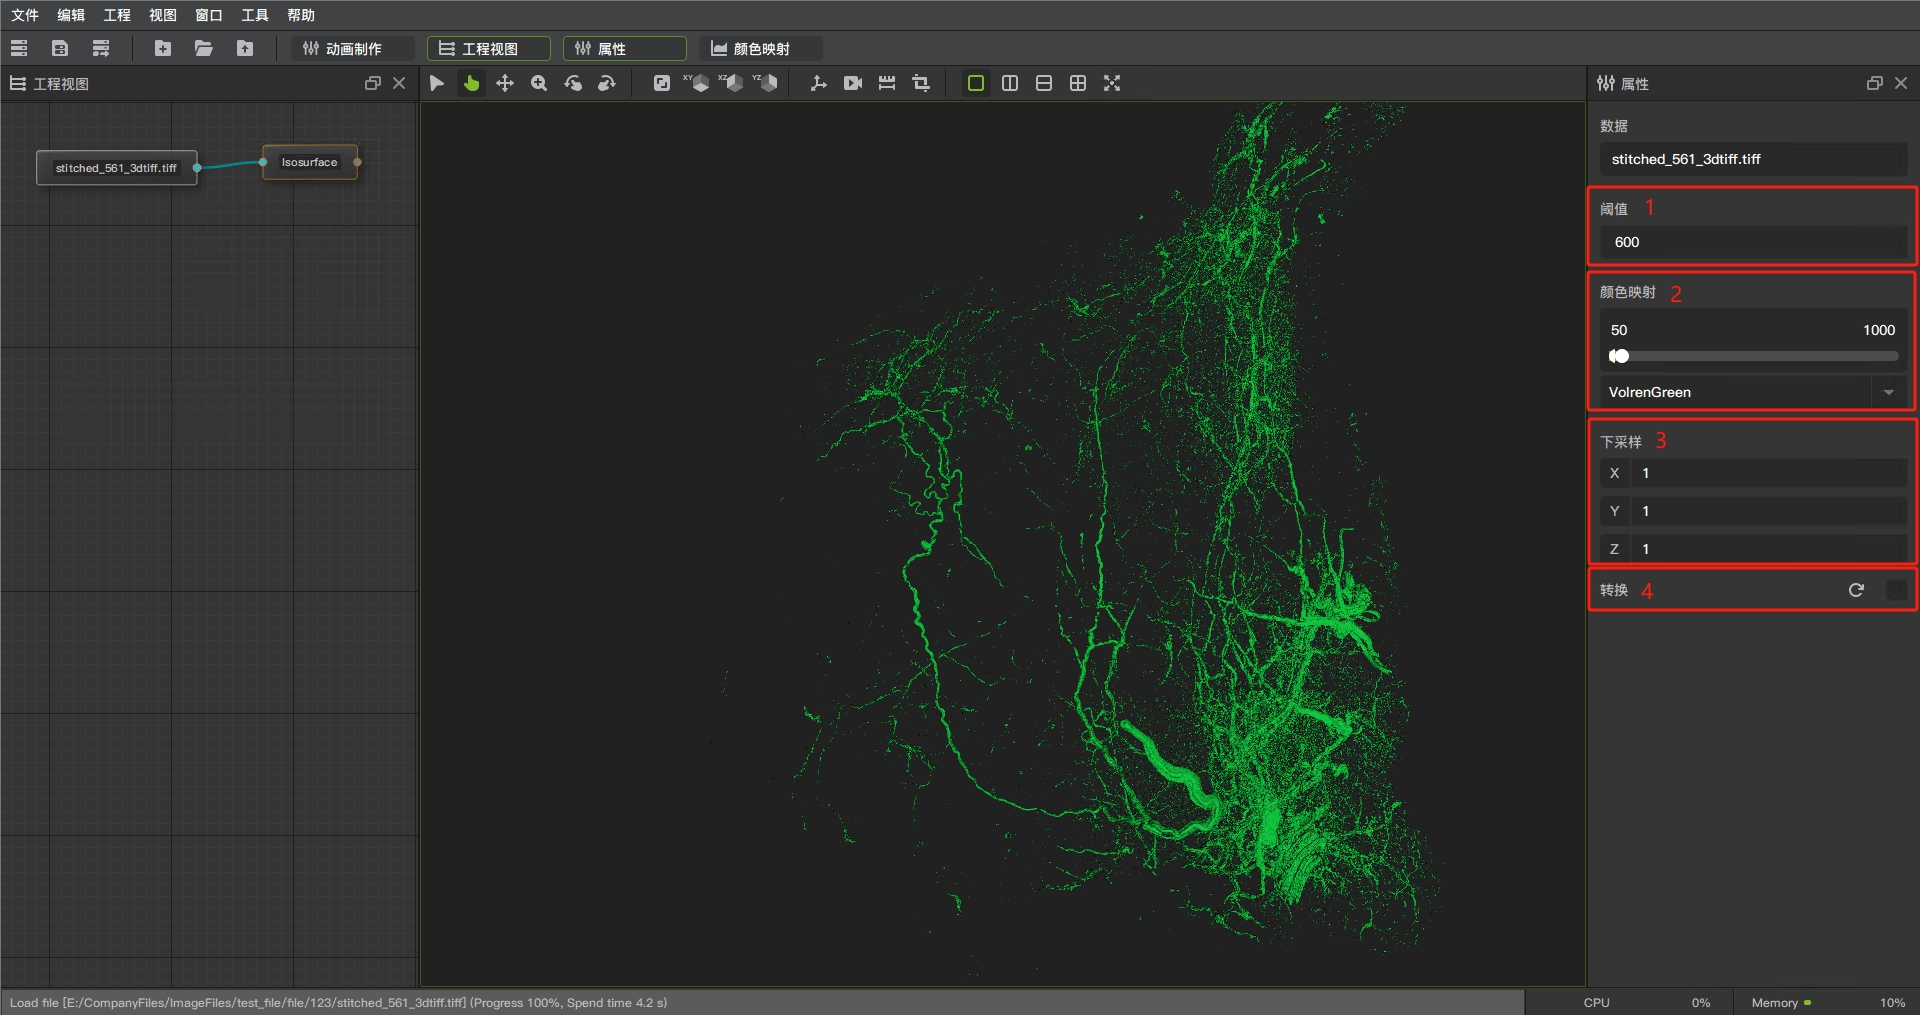 文件 编辑 工程 视图 窗口 工具 帮助
动画制作 工程视图 属性 颜色映射
工程视图
XY XZ YZ
属性
stitched_561_3dtiff.tiff
Isosurface
数据
stitched_561_3dtiff.tiff
阈值 1
600
颜色映射 2
50 1000
VolrenGreen
下采样 3
X 1
Y 1
Z 1
转换 4
Load file [E:/CompanyFiles/ImageFiles/test_file/file/123/stitched_561_3dtiff.tiff] (Progress 100%, Spend time 4.2 s)
CPU 0% Memory 10%